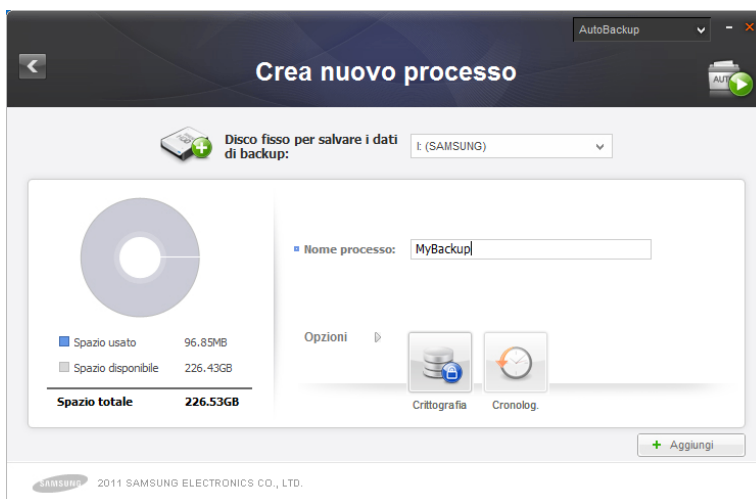 AutoBackup
Crea nuovo processo
AUT
Disco fisso per salvare i dati
di backup:
I: (SAMSUNG)
Nome processo:
MyBackup
Spazio usato 96.85MB
Spazio disponibile 226.43GB
Spazio totale 226.53GB
Opzioni
Crittografia
Cronolog.
+ Aggiungi
SAMSUNG 2011 SAMSUNG ELECTRONICS CO., LTD.